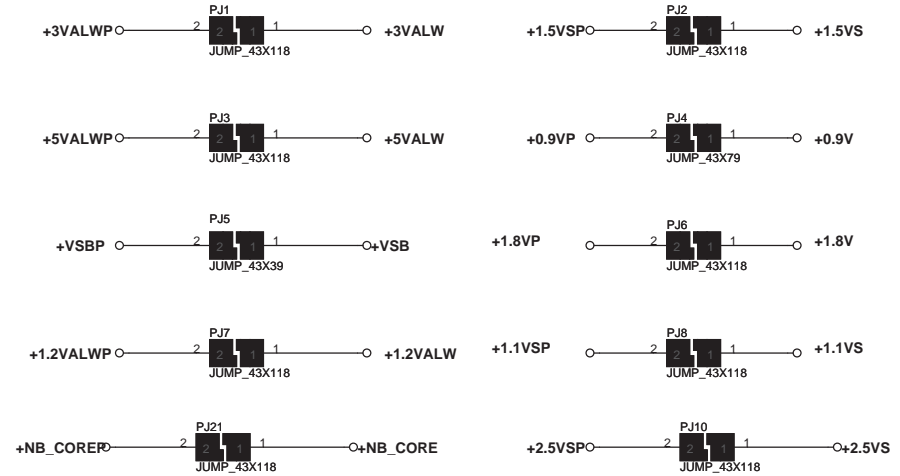 PJ1
+3VALWP 2 2 1 1 +3VALW
JUMP_43X118
PJ2
+1.5VSP 2 2 1 1 +1.5VS
JUMP_43X118
PJ3
+5VALWP 2 2 1 1 +5VALW
JUMP_43X118
PJ4
+0.9VP 2 2 1 1 +0.9V
JUMP_43X79
PJ5
+VSBP 2 2 1 1 +VSB
JUMP_43X39
PJ6
+1.8VP 2 2 1 1 +1.8V
JUMP_43X118
PJ7
+1.2VALWP 2 2 1 1 +1.2VALW
JUMP_43X118
PJ8
+1.1VSP 2 2 1 1 +1.1VS
JUMP_43X118
PJ21
+NB_COREP 2 2 1 1 +NB_CORE
JUMP_43X118
PJ10
+2.5VSP 2 2 1 1 +2.5VS
JUMP_43X118